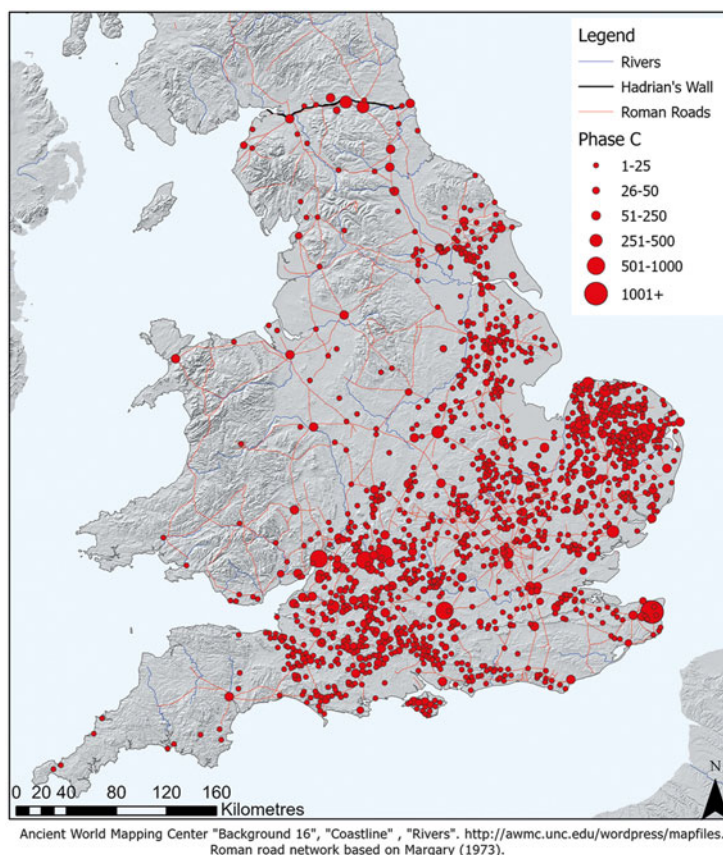 Legend
Rivers
Hadrian's Wall
Roman Roads
Phase C
1-25
26-50
51-250
251-500
501-1000
1001+
N
0 20 40 80 120 160
Kilometres
Ancient World Mapping Center "Background 16", "Coastline" , "Rivers". http://awmc.unc.edu/wordpress/mapfiles.
Roman road network based on Margary (1973).